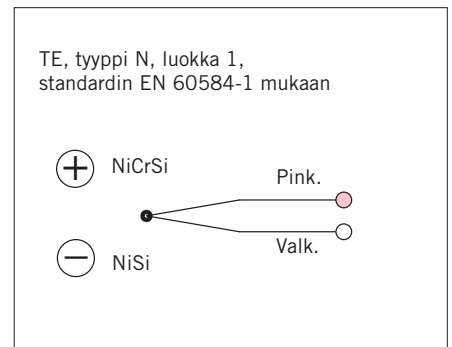 TE, tyyppi N, luokka 1,
standardin EN 60584-1 mukaan
+ NiCrSi
Pink.
− NiSi
Valk.